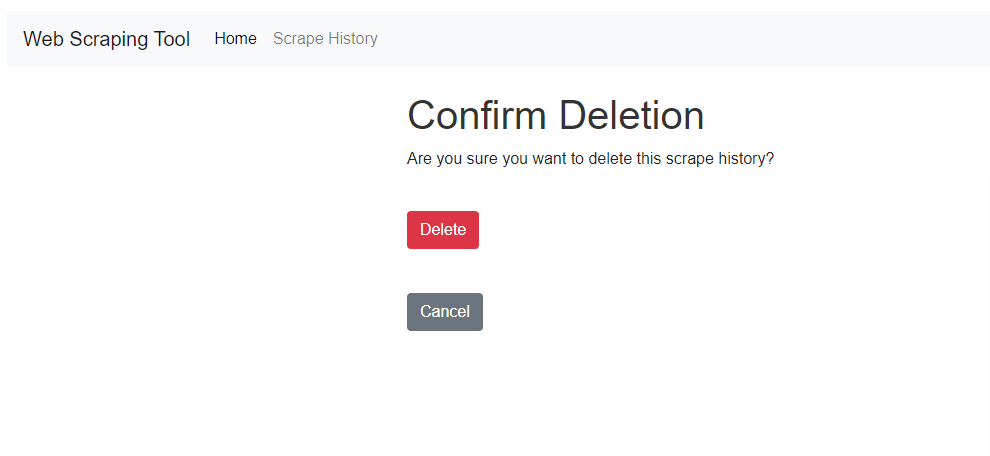 Web Scraping Tool Home Scrape History
Confirm Deletion
Are you sure you want to delete this scrape history?
Delete
Cancel